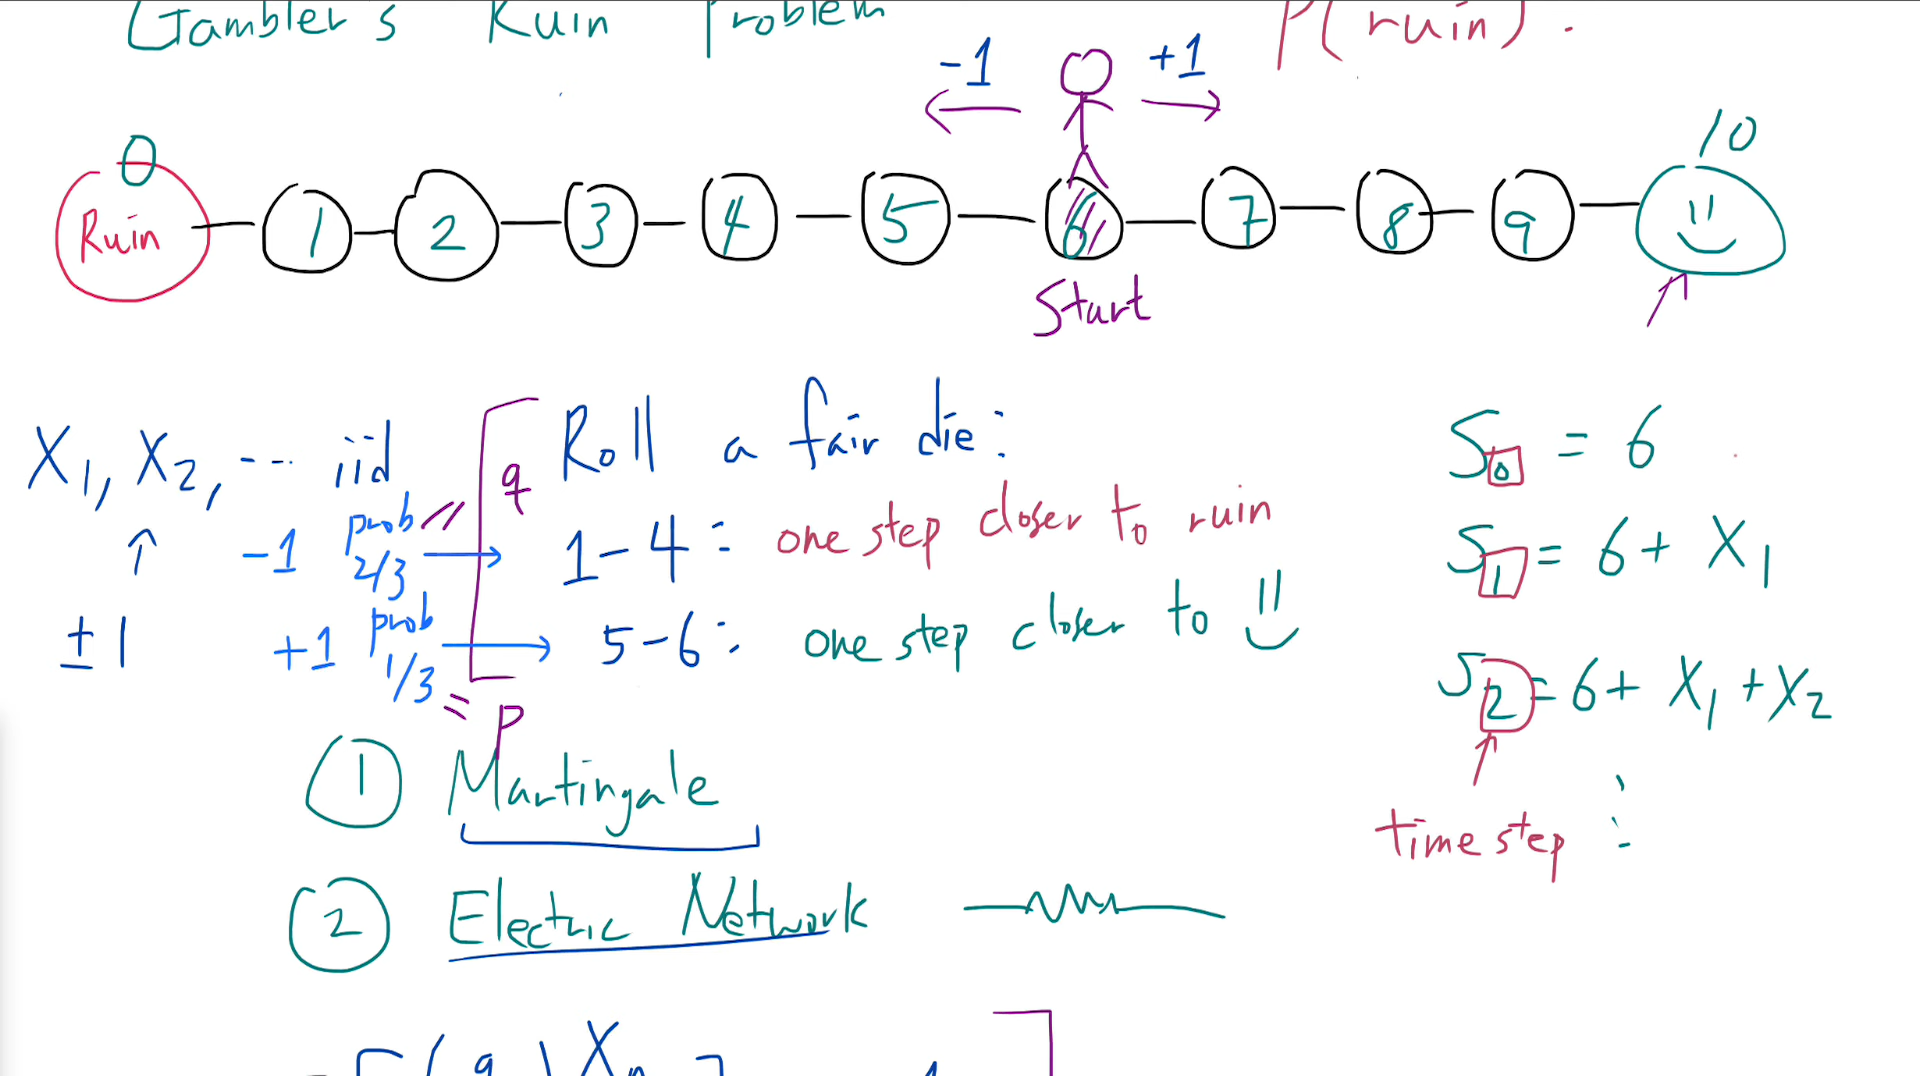 Gambler's Ruin Problem P(ruin).
-1 +1
0 10
Ruin 1 2 3 4 5 6 7 8 9
Start
X₁, X₂, ... iid
q Roll a fair die:
S₀ = 6
↑ -1 prob 2/3 → 1-4: one step closer to ruin
S₁ = 6 + X₁
±1 +1 prob 1/3 → 5-6: one step closer to
= p
S₂ = 6 + X₁ + X₂
① Martingale
time step
② Electric Network
( q ) Xₙ